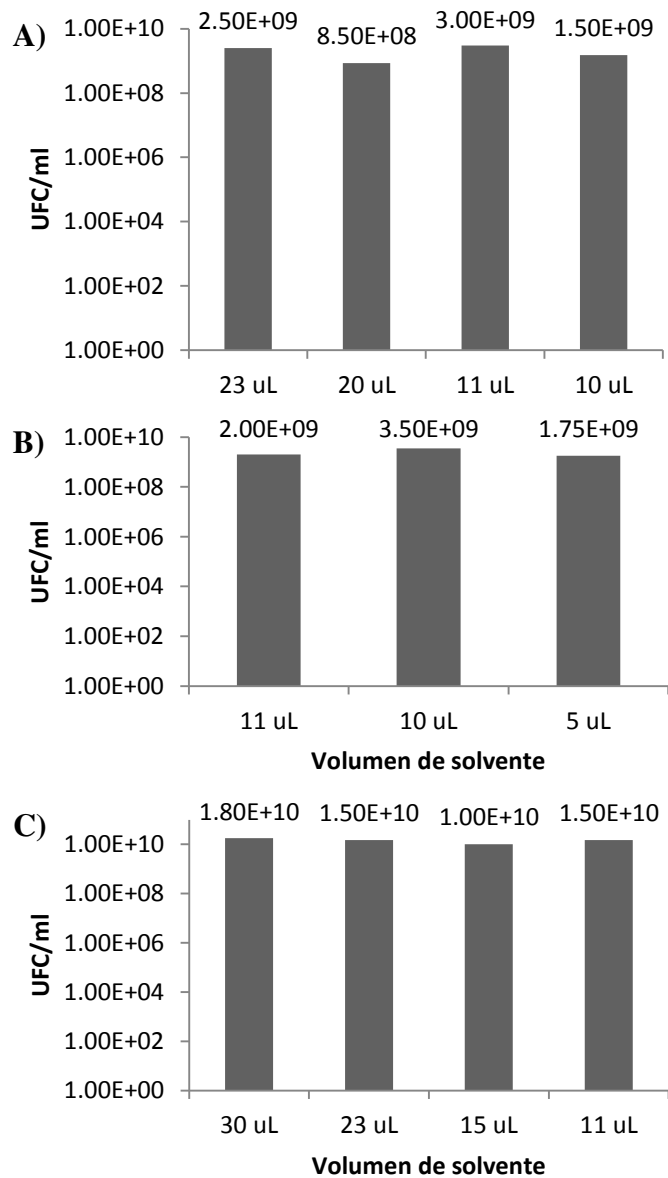 A)
2.50E+09
8.50E+08
3.00E+09
1.50E+09
1.00E+10
1.00E+08
1.00E+06
1.00E+04
1.00E+02
1.00E+00
UFC/ml
23 uL
20 uL
11 uL
10 uL
B)
2.00E+09
3.50E+09
1.75E+09
1.00E+10
1.00E+08
1.00E+06
1.00E+04
1.00E+02
1.00E+00
UFC/ml
11 uL
10 uL
5 uL
Volumen de solvente
C)
1.80E+10
1.50E+10
1.00E+10
1.50E+10
1.00E+10
1.00E+08
1.00E+06
1.00E+04
1.00E+02
1.00E+00
UFC/ml
30 uL
23 uL
15 uL
11 uL
Volumen de solvente